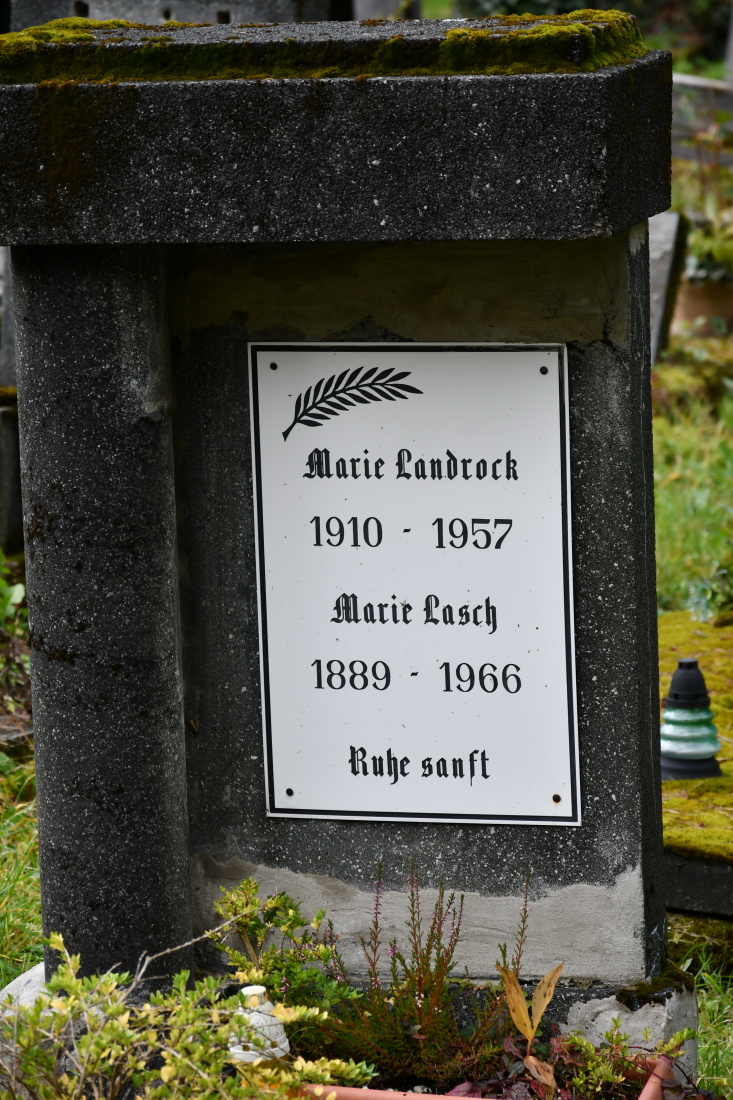 Marie Landrock
1910 - 1957
Marie Lasch
1889 - 1966
Ruhe sanft